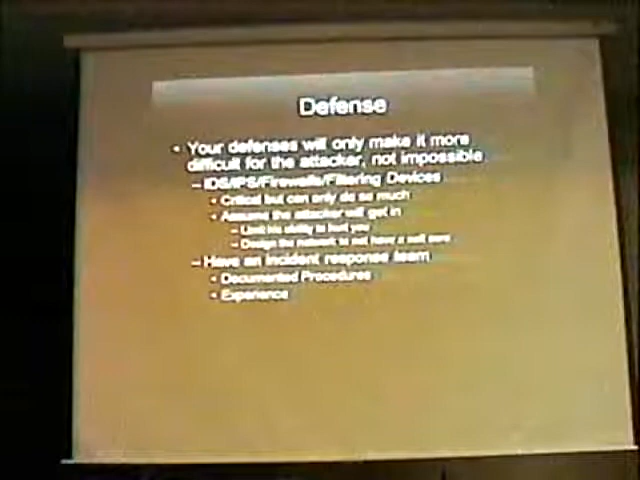 Defense
• Your defenses will only make it more
difficult for the attacker, not impossible
– IDS/IPS/Firewalls/Filtering Devices
• Critical but can only do so much
• Assume the attacker will get in
– Limit his ability to hurt you
– Design the network to not have a soft core
– Have an incident response team
• Documented Procedures
• Experience